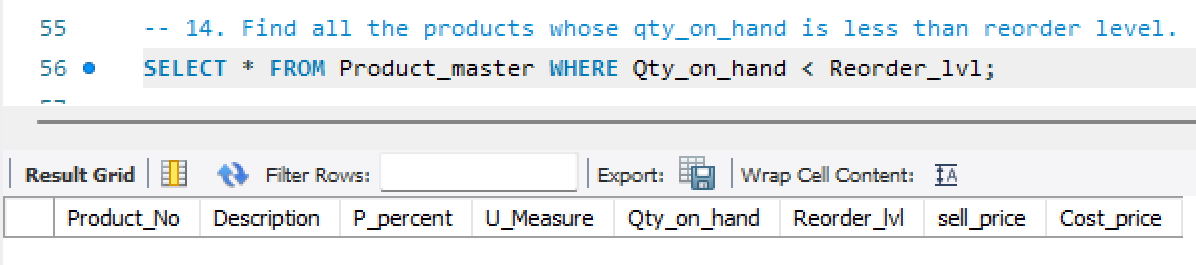 55 -- 14. Find all the products whose qty_on_hand is less than reorder level.
56 SELECT * FROM Product_master WHERE Qty_on_hand < Reorder_lvl;
Result Grid Filter Rows: Export: Wrap Cell Content:
Product_No Description P_percent U_Measure Qty_on_hand Reorder_lvl sell_price Cost_price